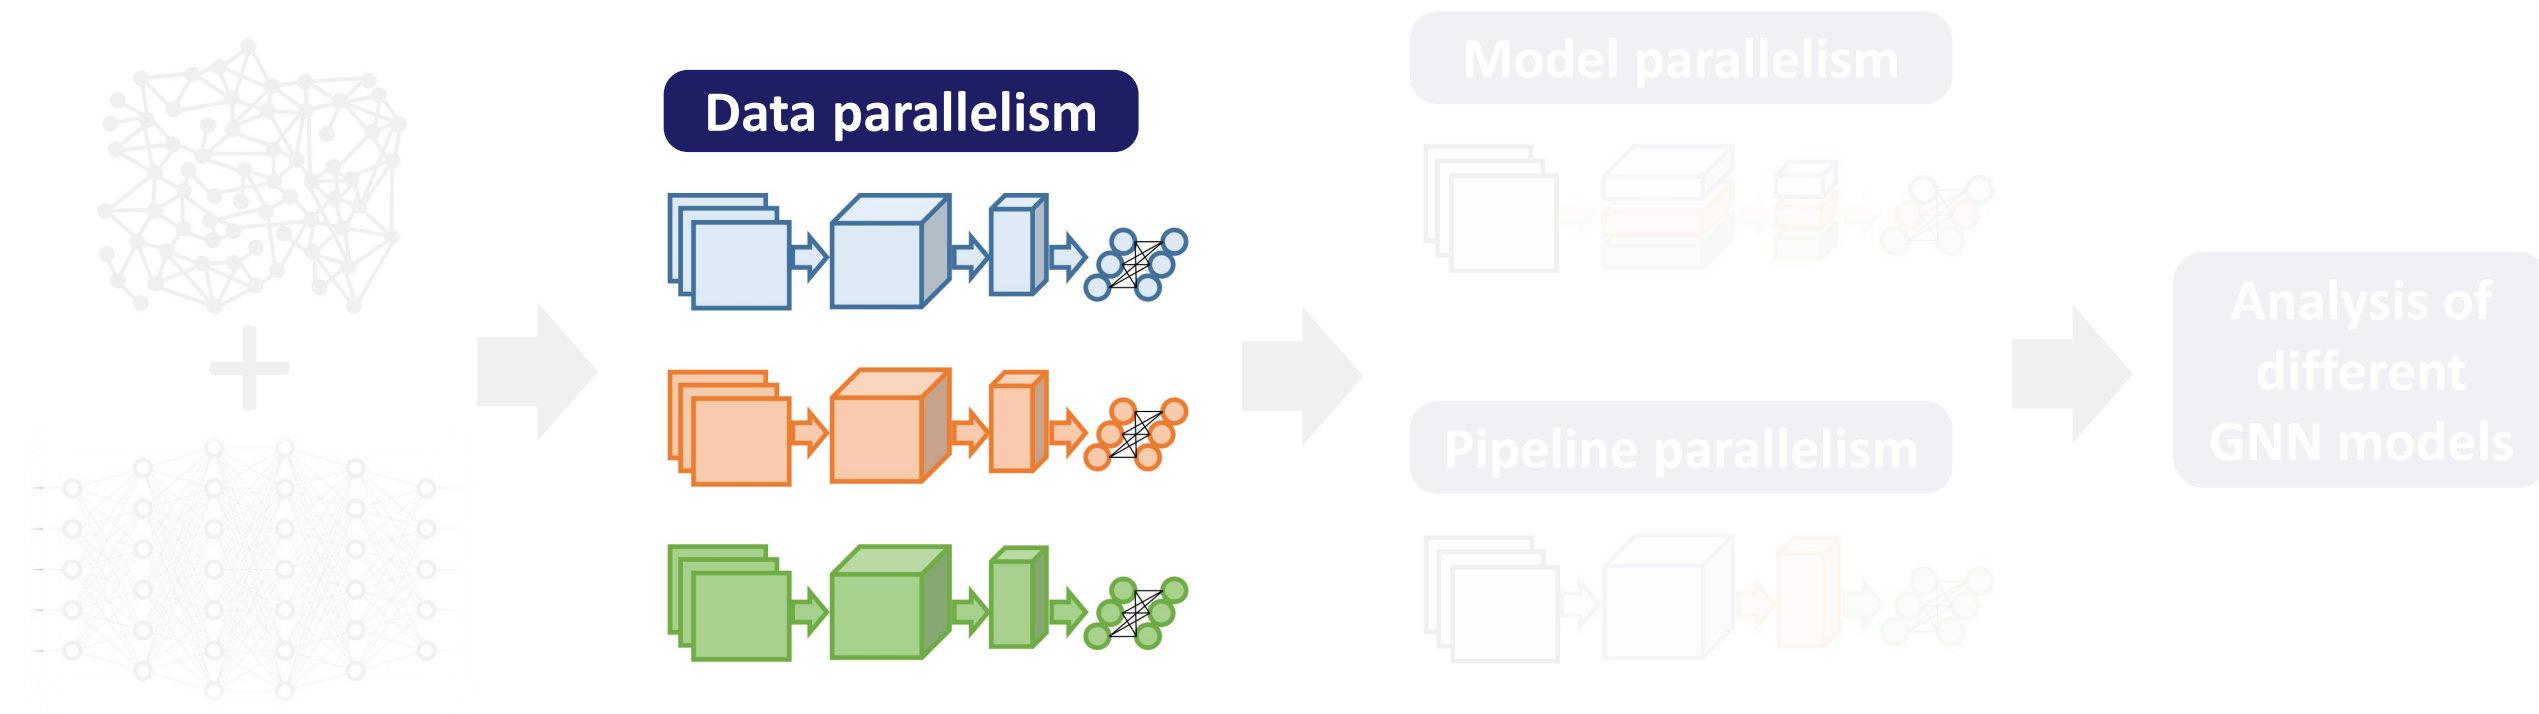 Data parallelism
Model parallelism
Pipeline parallelism
Analysis of
different
GNN models